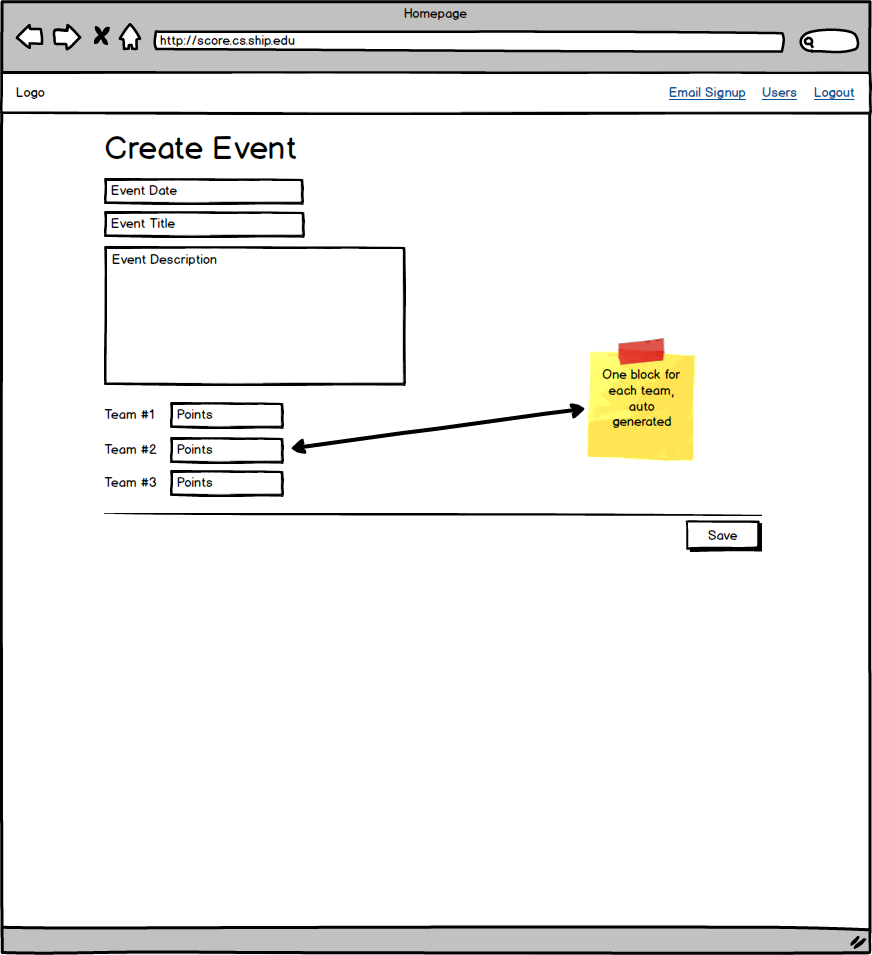 Homepage
http://score.cs.ship.edu
Logo
Email Signup
Users
Logout
Create Event
Event Date
Event Title
Event Description
One block for
each team,
auto
generated
Team #1 Points
Team #2 Points
Team #3 Points
Save